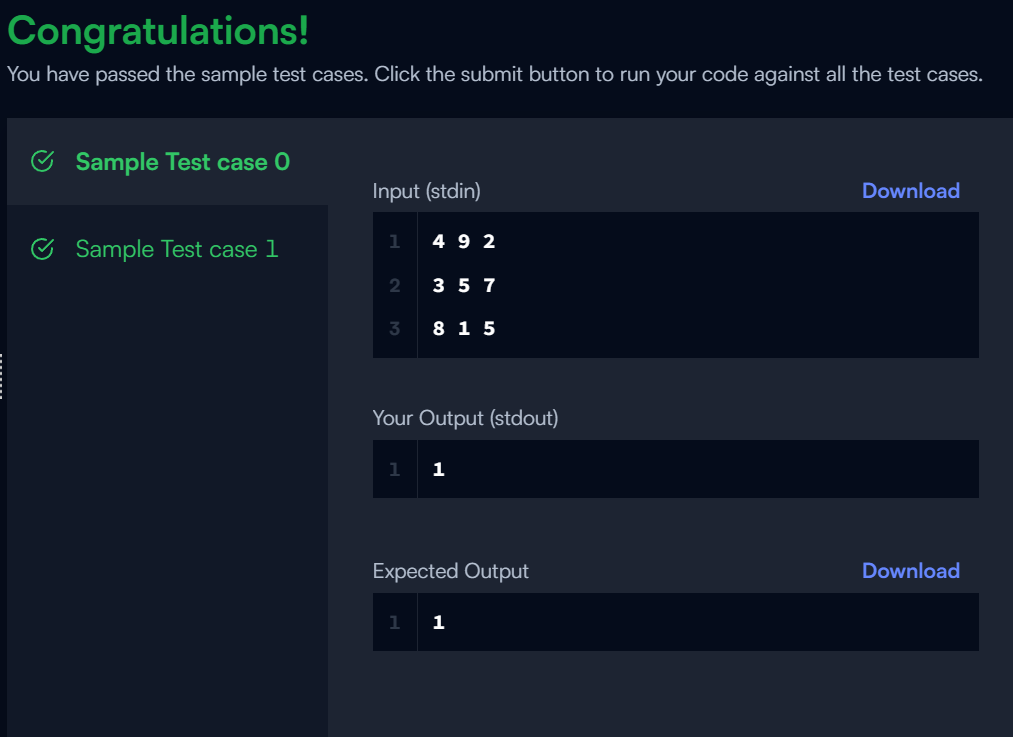 Congratulations!
You have passed the sample test cases. Click the submit button to run your code against all the test cases.
Sample Test case 0
Sample Test case 1
Input (stdin)
Download
1 4 9 2
2 3 5 7
3 8 1 5
Your Output (stdout)
1 1
Expected Output
Download
1 1